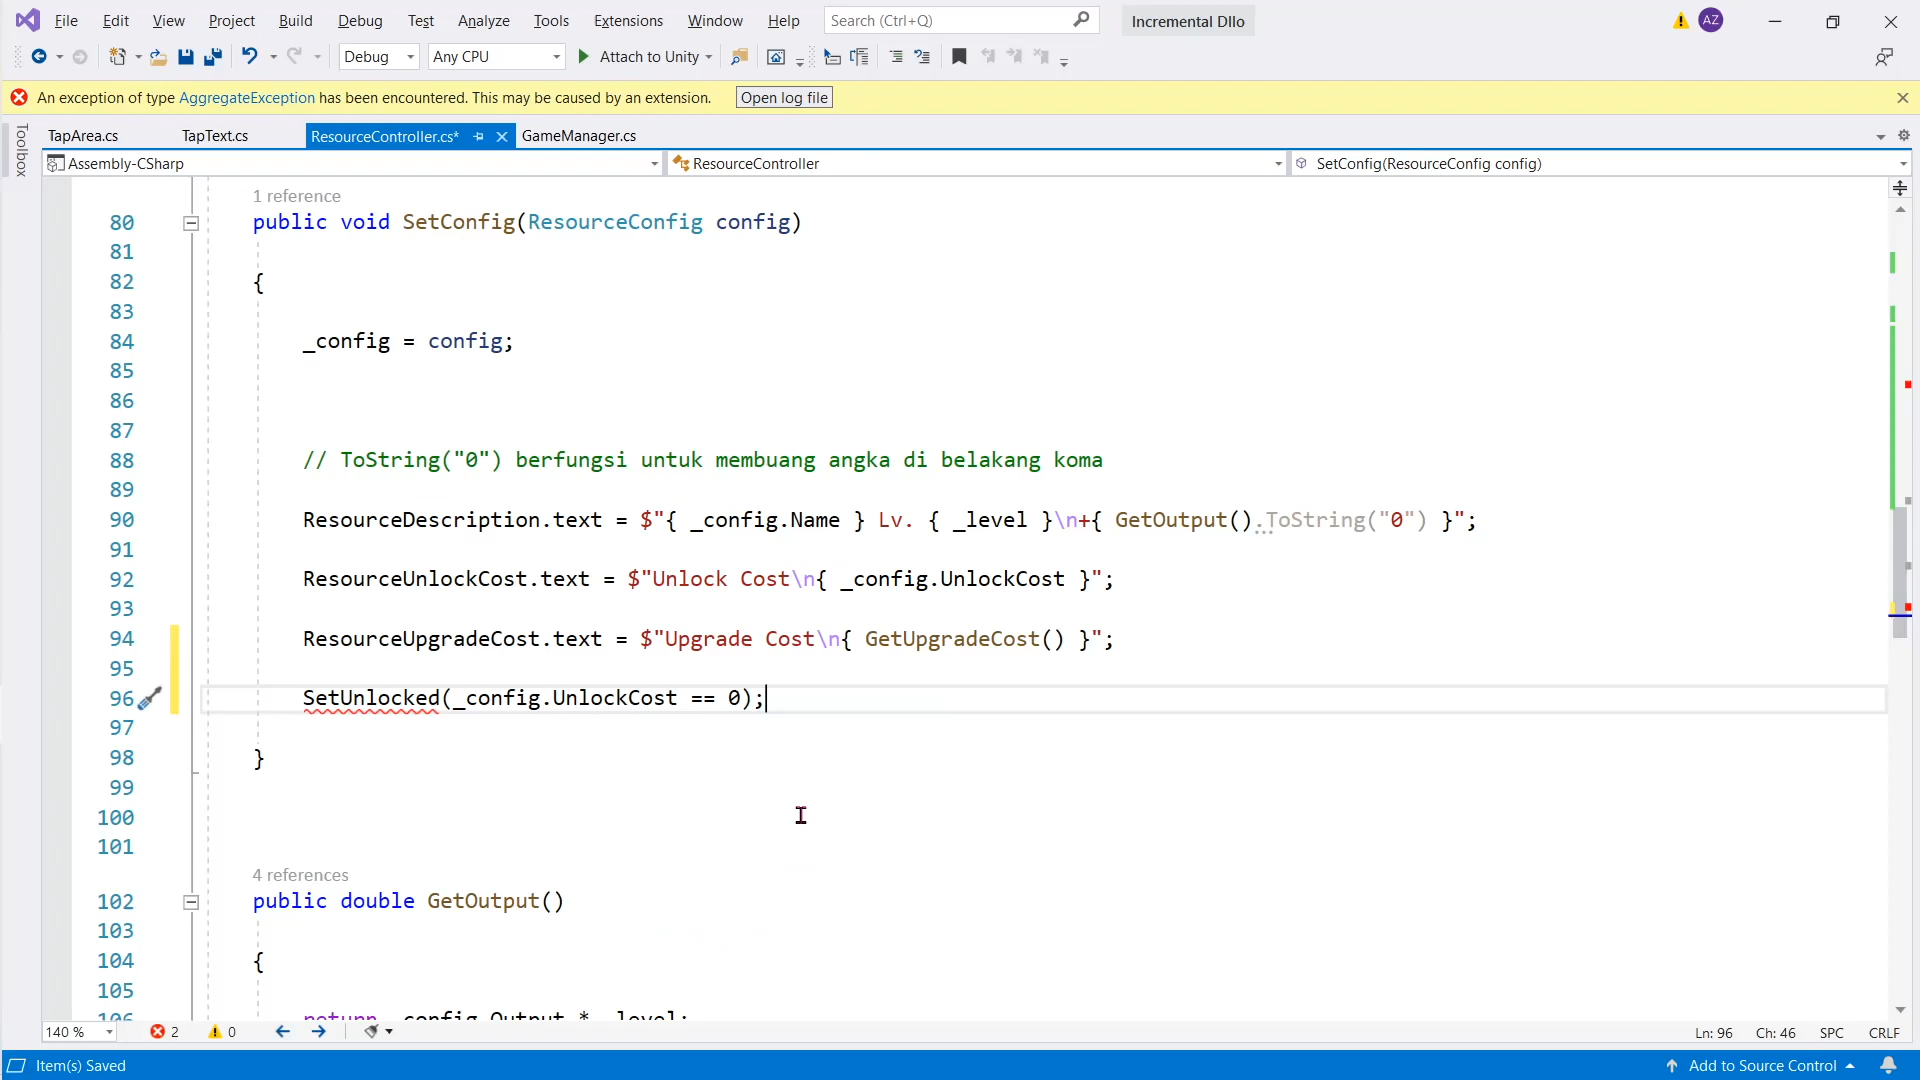 File Edit View Project Build Debug Test Analyze Tools Extensions Window Help Search (Ctrl+Q) Incremental Dllo AZ
Debug Any CPU Attach to Unity
An exception of type AggregateException has been encountered. This may be caused by an extension. Open log file
Toolbox
TapArea.cs TapText.cs ResourceController.cs* GameManager.cs
Assembly-CSharp ResourceController SetConfig(ResourceConfig config)
1 reference
80 public void SetConfig(ResourceConfig config)
81
82 {
83
84 _config = config;
85
86
87
88 // ToString("0") berfungsi untuk membuang angka di belakang koma
89
90 ResourceDescription.text = $"{ _config.Name } Lv. { _level }\n+{ GetOutput().ToString("0") }";
91
92 ResourceUnlockCost.text = $"Unlock Cost\n{ _config.UnlockCost }";
93
94 ResourceUpgradeCost.text = $"Upgrade Cost\n{ GetUpgradeCost() }";
95
96 SetUnlocked(_config.UnlockCost == 0);
97
98 }
99
100
101
4 references
102 public double GetOutput()
103
104 {
105
106 return _config.Output * _level;
140 % 2 0 Ln: 96 Ch: 46 SPC CRLF
Item(s) Saved Add to Source Control